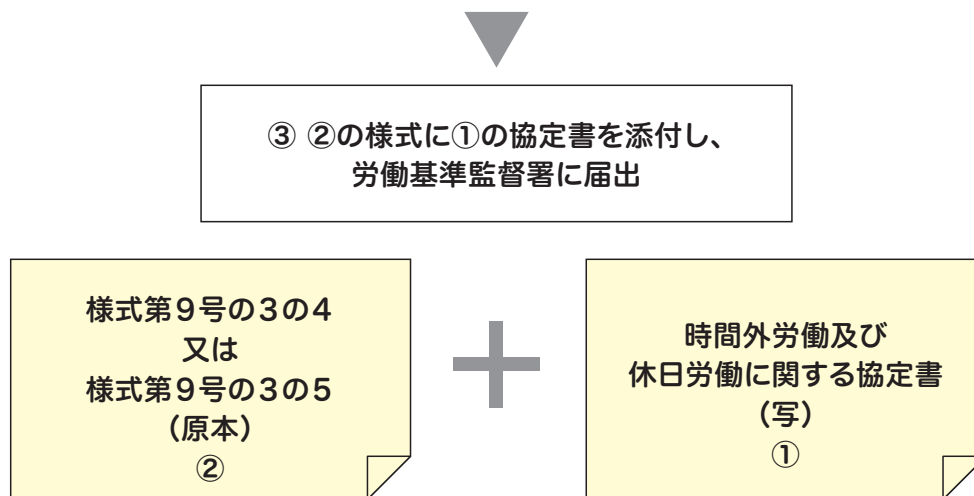 ③ ②の様式に①の協定書を添付し、
労働基準監督署に届出
様式第９号の３の４
又は
様式第９号の３の５
（原本）
②
時間外労働及び
休日労働に関する協定書
（写）
①